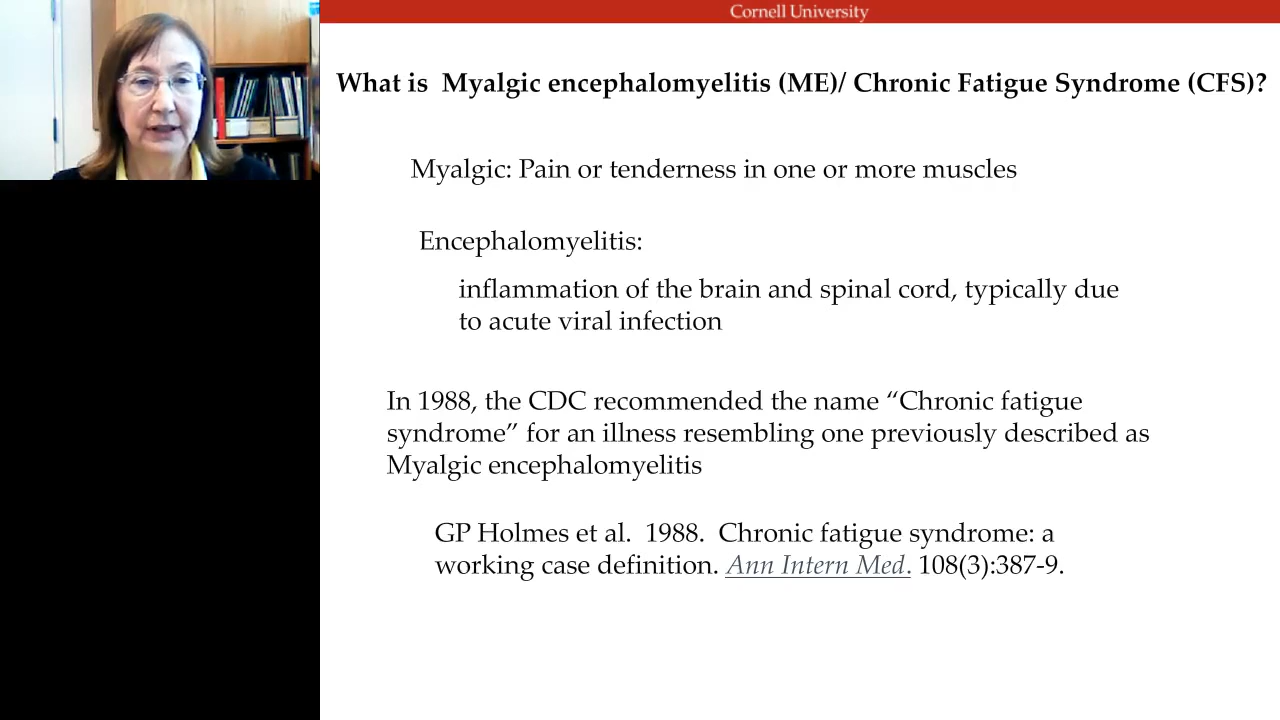 Cornell University
What is  Myalgic encephalomyelitis (ME)/ Chronic Fatigue Syndrome (CFS)?
Myalgic: Pain or tenderness in one or more muscles
Encephalomyelitis:
inflammation of the brain and spinal cord, typically due
to acute viral infection
In 1988, the CDC recommended the name “Chronic fatigue
syndrome” for an illness resembling one previously described as
Myalgic encephalomyelitis
GP Holmes et al.  1988.  Chronic fatigue syndrome: a
working case definition. Ann Intern Med. 108(3):387-9.